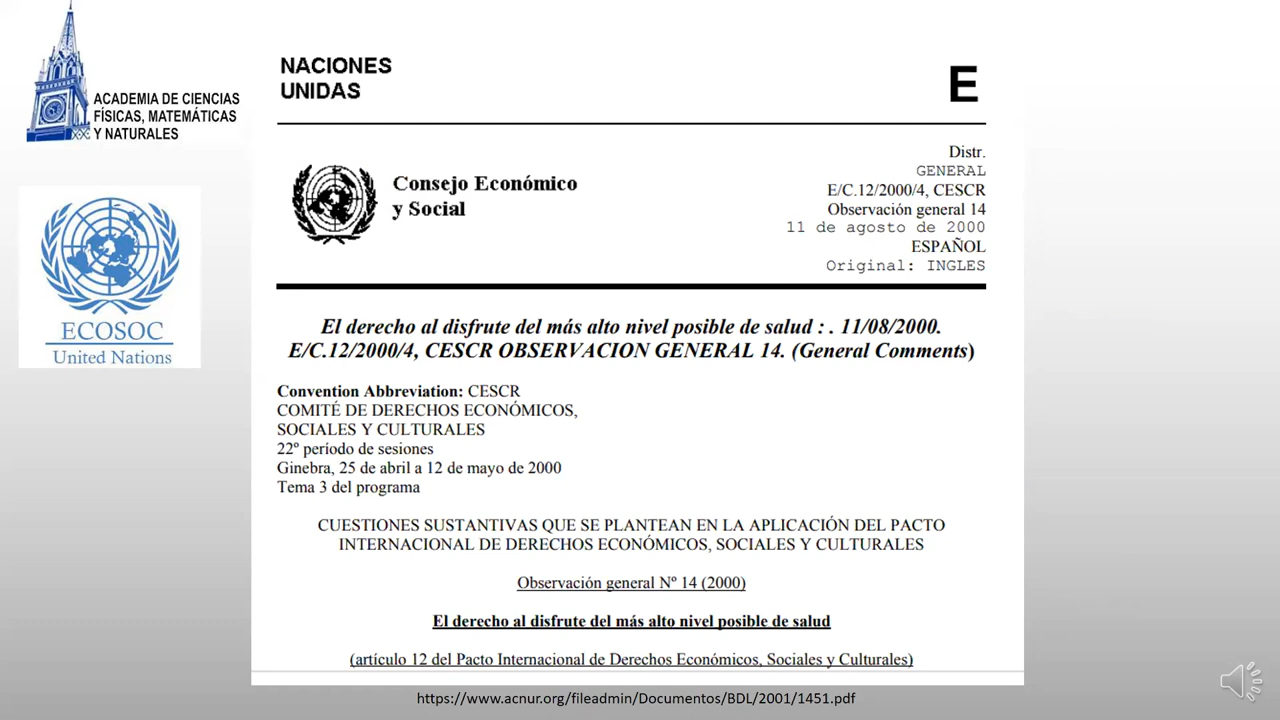 ACADEMIA DE CIENCIAS
FÍSICAS, MATEMÁTICAS
Y NATURALES
ECOSOC
United Nations
NACIONES
UNIDAS
E
Consejo Económico
y Social
Distr.
GENERAL
E/C.12/2000/4, CESCR
Observación general 14
11 de agosto de 2000
ESPAÑOL
Original: INGLES
El derecho al disfrute del más alto nivel posible de salud : . 11/08/2000.
E/C.12/2000/4, CESCR OBSERVACION GENERAL 14. (General Comments)
Convention Abbreviation: CESCR
COMITÉ DE DERECHOS ECONÓMICOS,
SOCIALES Y CULTURALES
22º período de sesiones
Ginebra, 25 de abril a 12 de mayo de 2000
Tema 3 del programa
CUESTIONES SUSTANTIVAS QUE SE PLANTEAN EN LA APLICACIÓN DEL PACTO
INTERNACIONAL DE DERECHOS ECONÓMICOS, SOCIALES Y CULTURALES
Observación general Nº 14 (2000)
El derecho al disfrute del más alto nivel posible de salud
(artículo 12 del Pacto Internacional de Derechos Económicos, Sociales y Culturales)
https://www.acnur.org/fileadmin/Documentos/BDL/2001/1451.pdf